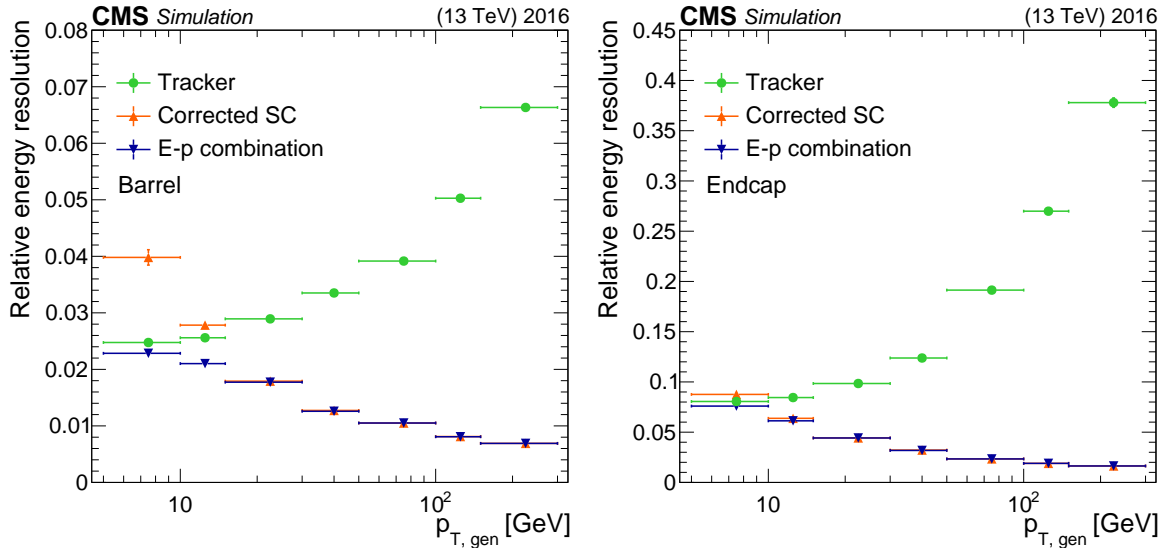 CMS Simulation (13 TeV) 2016
Relative energy resolution
0.08
0.07
0.06
0.05
0.04
0.03
0.02
0.01
0
Tracker
Corrected SC
E-p combination
Barrel
10 10²
p_T, gen [GeV]
CMS Simulation (13 TeV) 2016
Relative energy resolution
0.45
0.4
0.35
0.3
0.25
0.2
0.15
0.1
0.05
0
Tracker
Corrected SC
E-p combination
Endcap
10 10²
p_T, gen [GeV]